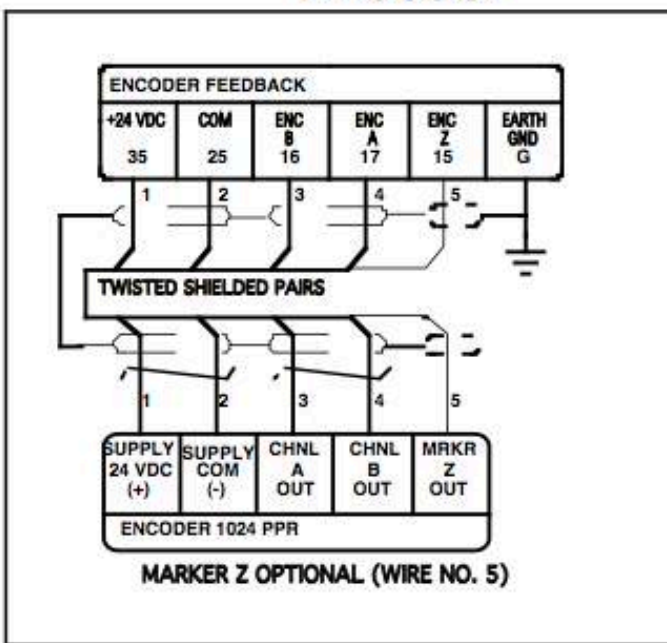 ENCODER FEEDBACK
+24 VDC COM ENC ENC ENC EARTH
B A Z GND
35 25 16 17 15 G
1 2 3 4 5
TWISTED SHIELDED PAIRS
1 2 3 4 5
SUPPLY SUPPLY CHNL CHNL MRKR
24 VDC COM A B Z
(+) (-) OUT OUT OUT
ENCODER 1024 PPR
MARKER Z OPTIONAL (WIRE NO. 5)